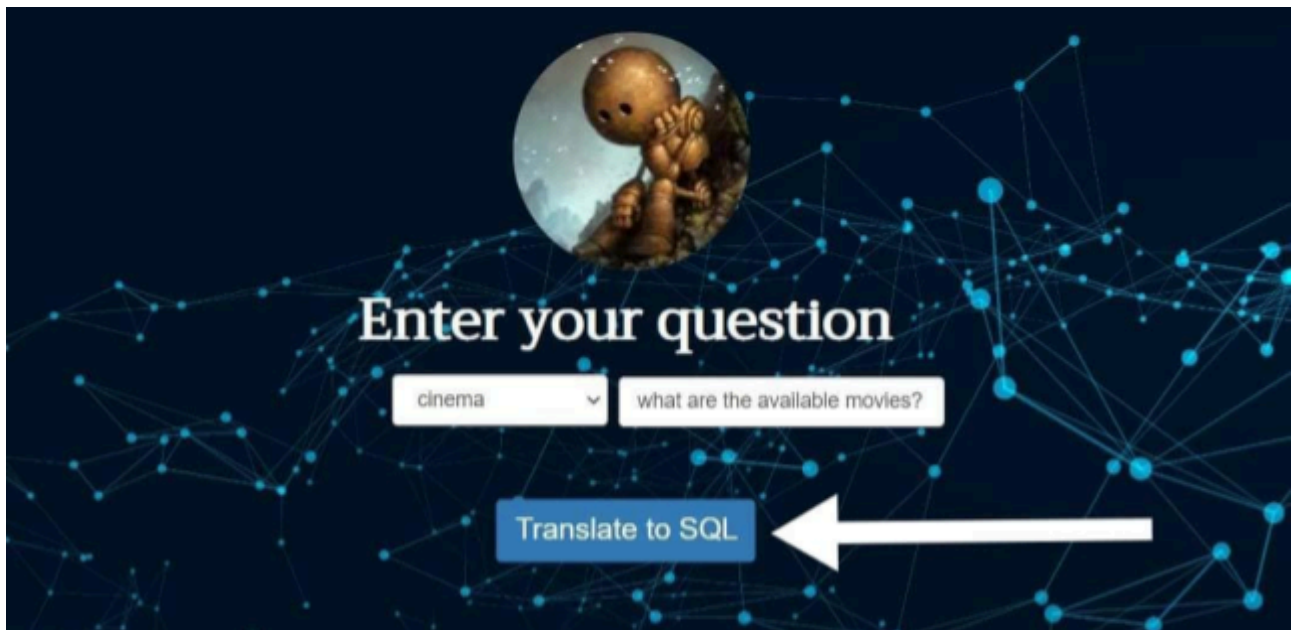 Enter your question
cinema what are the available movies?
Translate to SQL